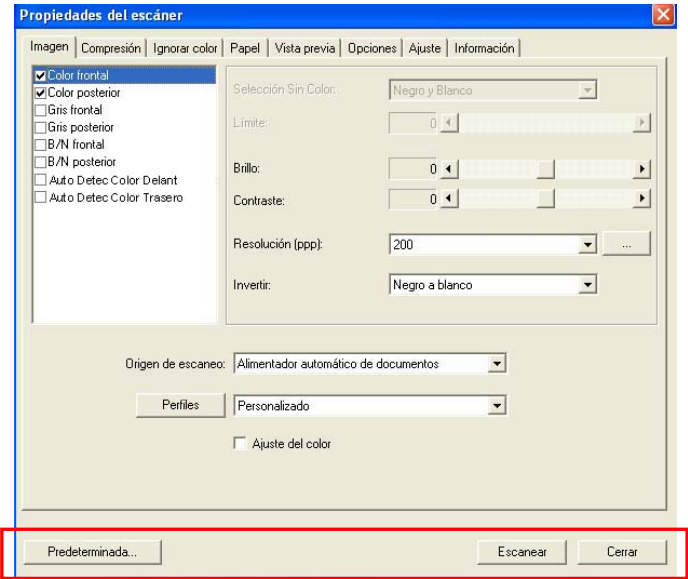 Propiedades del escáner
Imagen Compresión Ignorar color Papel Vista previa Opciones Ajuste Información
Color frontal
Color posterior
Gris frontal
Gris posterior
B/N frontal
B/N posterior
Auto Detec Color Delant
Auto Detec Color Trasero
Selección Sin Color: Negro y Blanco
Límite: 0
Brillo: 0
Contraste: 0
Resolución (ppp): 200 ...
Invertir: Negro a blanco
Origen de escaneo: Alimentador automático de documentos
Perfiles Personalizado
Ajuste del color
Predeterminada... Escanear Cerrar